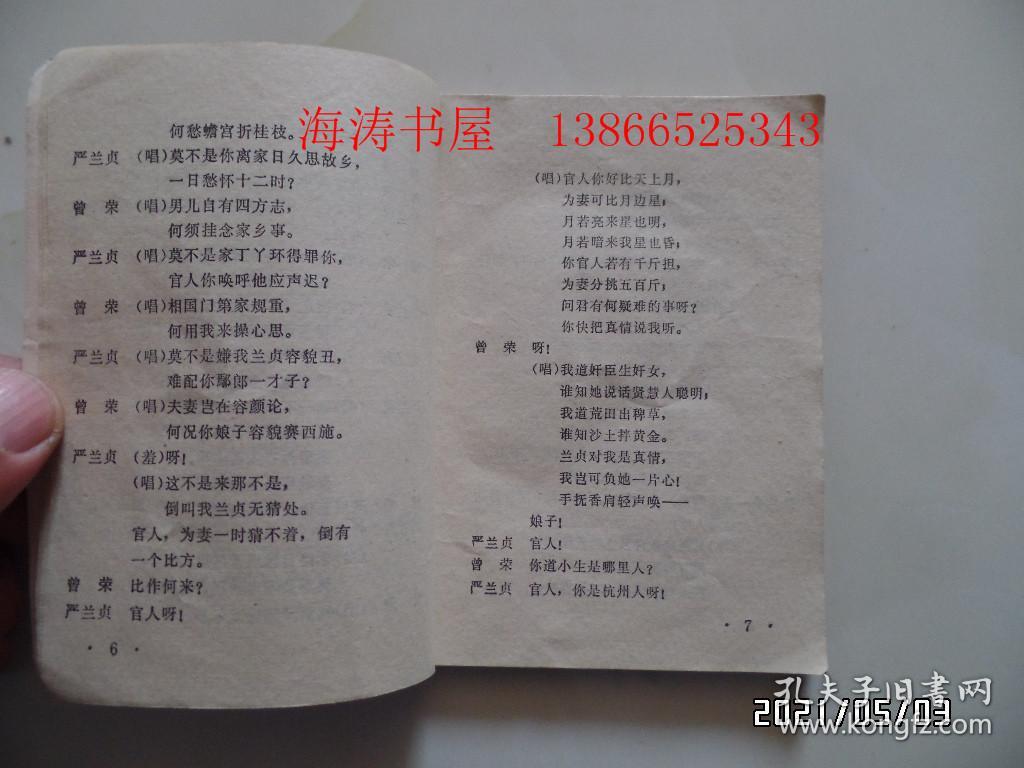 海涛书屋 13866525343
何愁蟾宫折桂枝。
严兰贞 (唱)莫不是你离家日久思故乡，
一日愁怀十二时？
曾荣 (唱)男儿自有四方志，
何须挂念家乡事。
严兰贞 (唱)莫不是家丁丫环得罪你，
官人你唤呼他应声迟？
曾荣 (唱)相国门第家规重，
何用我来操心思。
严兰贞 (唱)莫不是嫌我兰贞容貌丑，
难配你鄢郎一才子？
曾荣 (唱)夫妻岂在容颜论，
何况你娘子容貌赛西施。
严兰贞 (羞)呀！
(唱)这不是来那不是，
倒叫我兰贞无猜处。
官人，为妻一时猜不着，倒有
一个比方。
曾荣 比作何来？
严兰贞 官人呀！
·6·
(唱)官人你好比天上月，
为妻可比月边星；
月若亮来星也明，
月若暗来我星也昏；
你官人若有千斤担，
为妻分挑五百斤；
问君有何疑难的事呀？
你快把真情说我听。
曾荣 呀！
(唱)我道奸臣生奸女，
谁知她说话贤慧人聪明；
我道荒田出稗草，
谁知沙土拌黄金。
兰贞对我是真情，
我岂可负她一片心！
手抚香肩轻声唤——
娘子！
严兰贞 官人！
曾荣 你道小生是哪里人？
严兰贞 官人，你是杭州人呀！
·7·
孔夫子旧书网
2021/05/03
www.kongfz.com